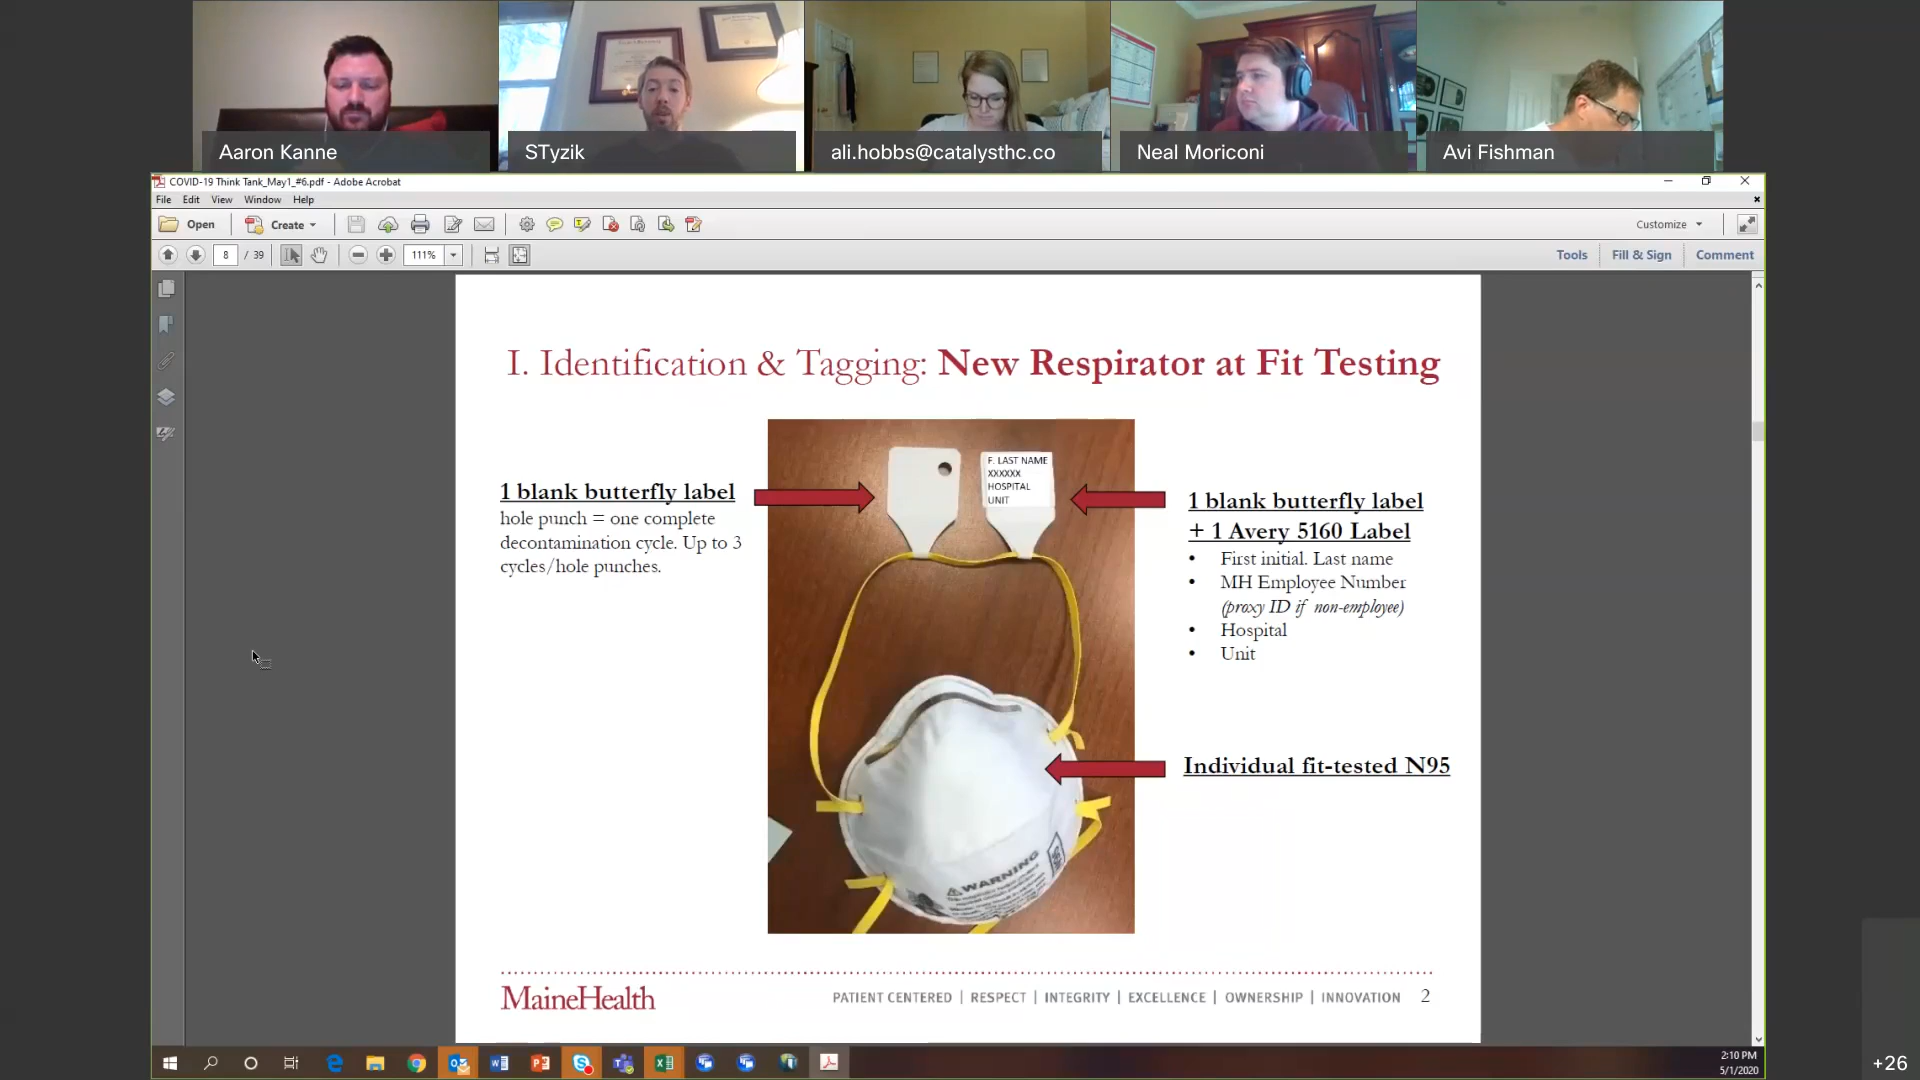 Aaron Kanne
STyzik
ali.hobbs@catalysthc.co
Neal Moriconi
Avi Fishman
COVID-19 Think Tank_May1_#6.pdf - Adobe Acrobat
File Edit View Window Help
Open
Create
Customize
8 / 39
111%
Tools
Fill & Sign
Comment
I. Identification & Tagging: New Respirator at Fit Testing
1 blank butterfly label
hole punch = one complete
decontamination cycle. Up to 3
cycles/hole punches.
F. LAST NAME
XXXXXX
HOSPITAL
UNIT
1 blank butterfly label
+ 1 Avery 5160 Label
• First initial. Last name
• MH Employee Number
(proxy ID if non-employee)
• Hospital
• Unit
Individual fit-tested N95
WARNING
MaineHealth
PATIENT CENTERED | RESPECT | INTEGRITY | EXCELLENCE | OWNERSHIP | INNOVATION 2
2:10 PM
5/1/2020
+26